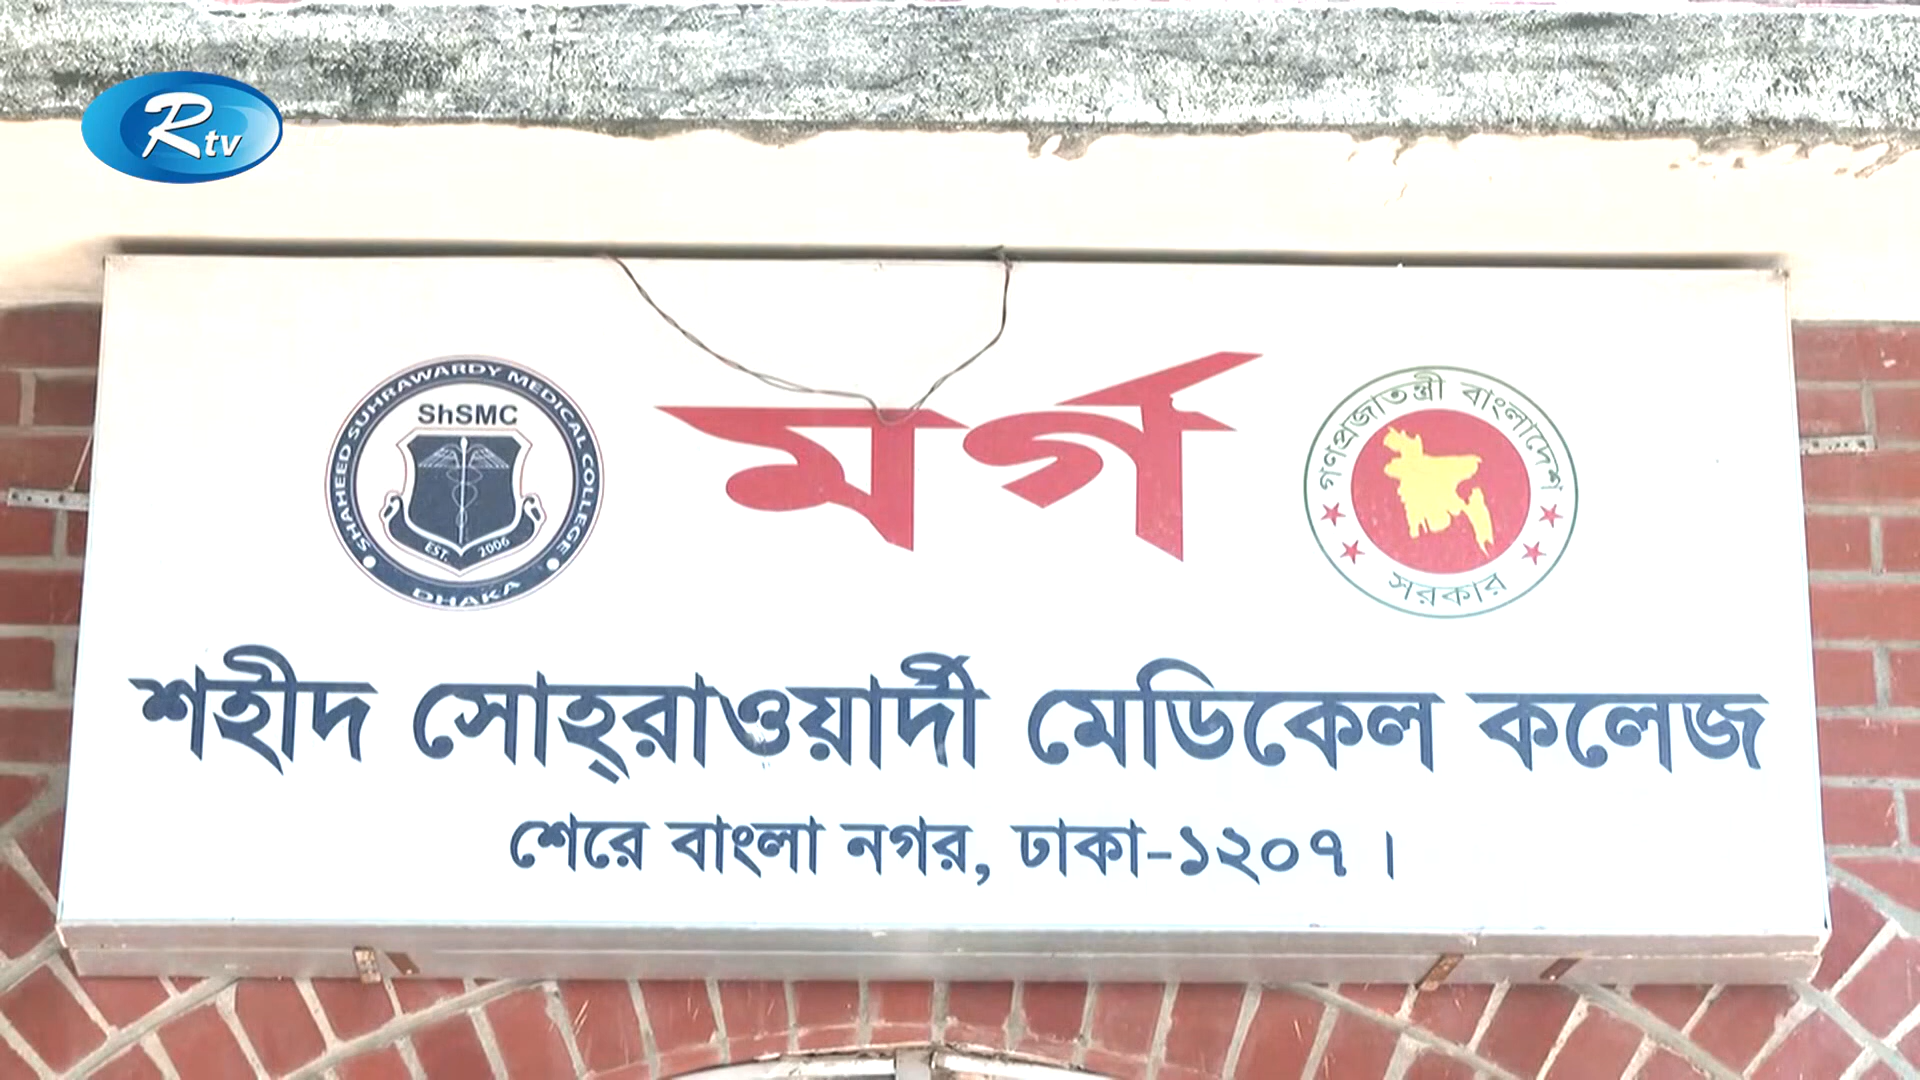 Rtv
SHAHEED SUHRAWARDY MEDICAL COLLEGE
ShSMC
EST. 2006
DHAKA
মর্গ
গণপ্রজাতন্ত্রী বাংলাদেশ
সরকার
শহীদ সোহ্‌রাওয়ার্দী মেডিকেল কলেজ
শেরে বাংলা নগর, ঢাকা-১২০৭।